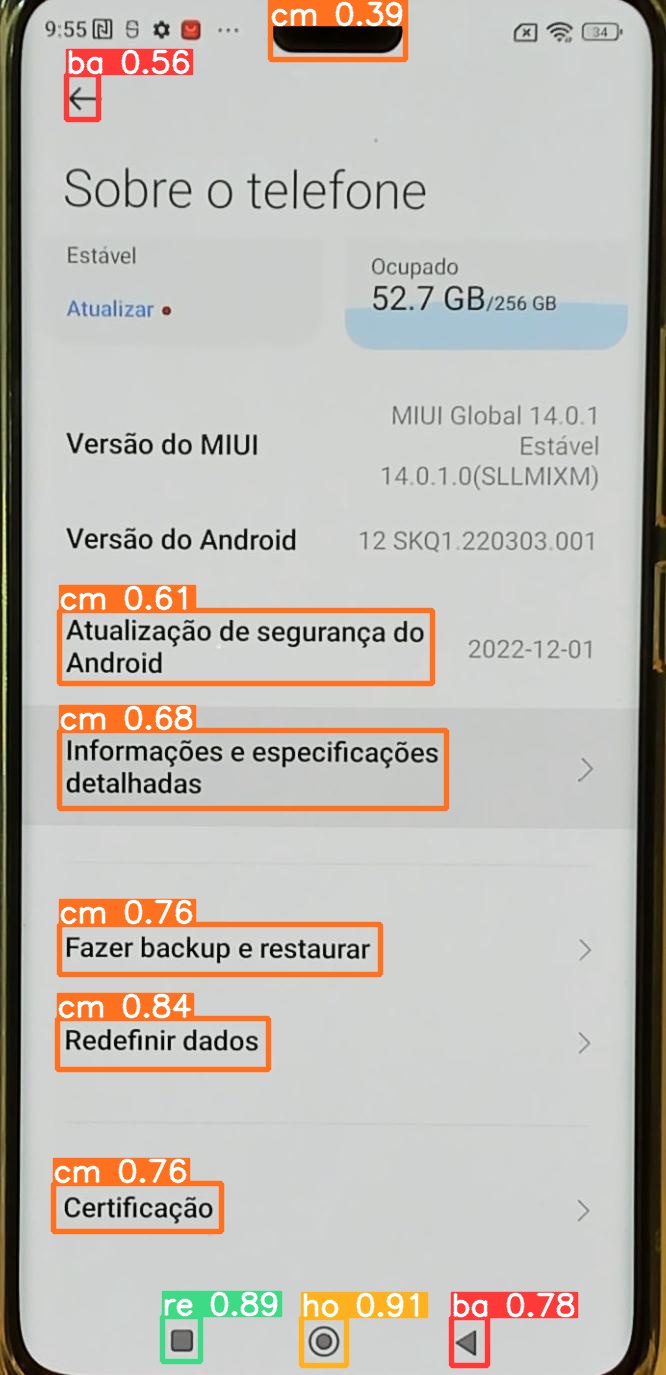 cm 0.39
9:55
34
ba 0.56
Sobre o telefone
Estável
Atualizar
Ocupado
52.7 GB/256 GB
Versão do MIUI
MIUI Global 14.0.1
Estável
14.0.1.0(SLLMIXM)
Versão do Android
12 SKQ1.220303.001
cm 0.61
Atualização de segurança do
Android
2022-12-01
cm 0.68
Informações e especificações
detalhadas
cm 0.76
Fazer backup e restaurar
cm 0.84
Redefinir dados
cm 0.76
Certificação
re 0.89
ho 0.91
ba 0.78